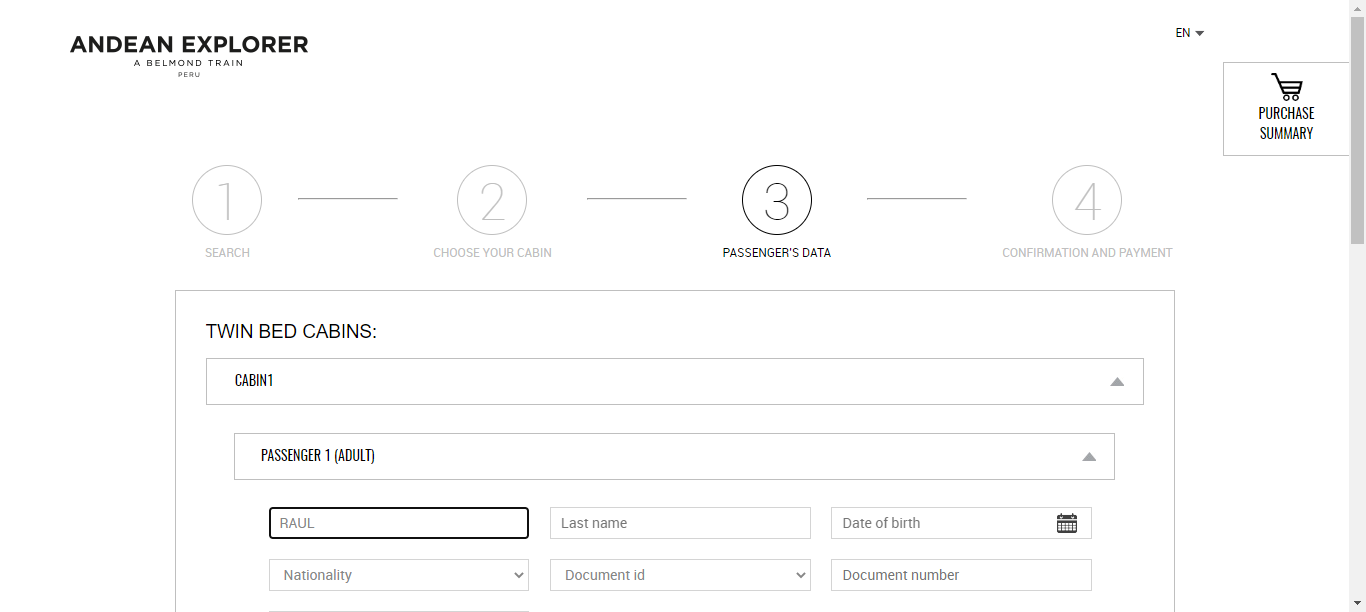 ANDEAN EXPLORER
A BELMOND TRAIN
PERU
EN
PURCHASE
SUMMARY
1
2
3
4
SEARCH
CHOOSE YOUR CABIN
PASSENGER'S DATA
CONFIRMATION AND PAYMENT
TWIN BED CABINS:
CABIN1
PASSENGER 1 (ADULT)
RAUL
Last name
Date of birth
Nationality
Document id
Document number